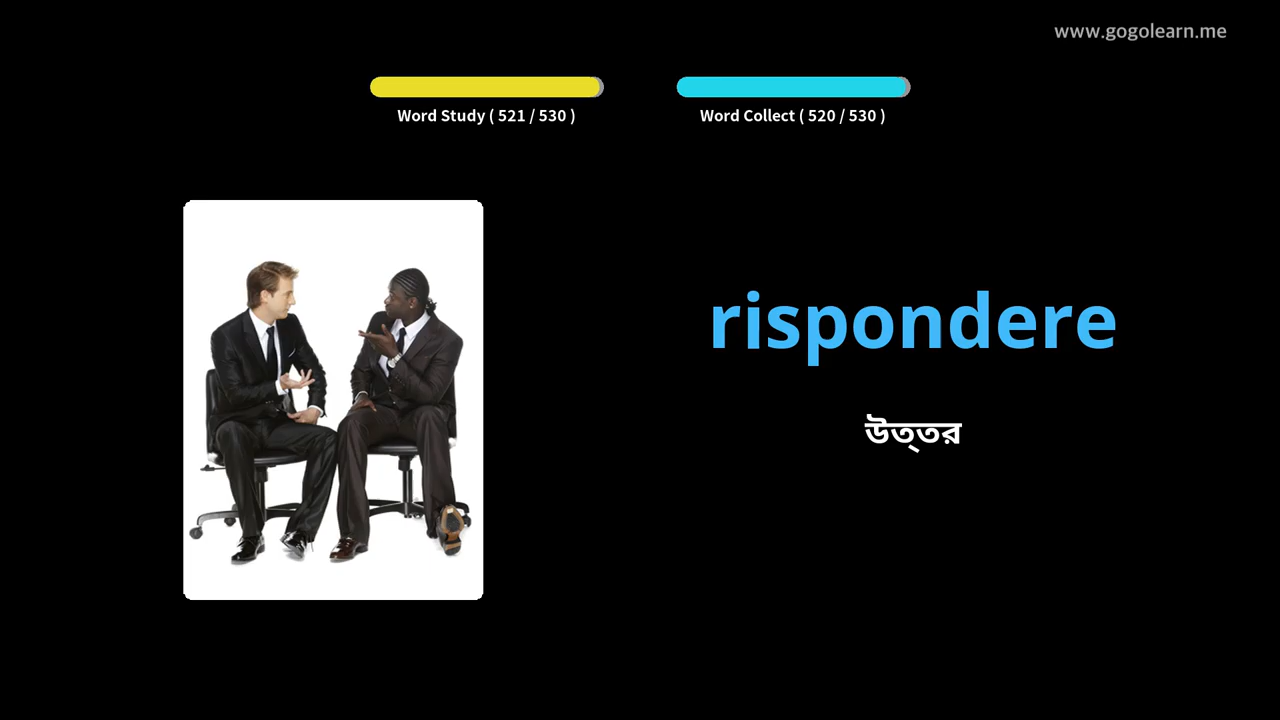 www.gogolearn.me
Word Study ( 521 / 530 )
Word Collect ( 520 / 530 )
rispondere
উত্তর